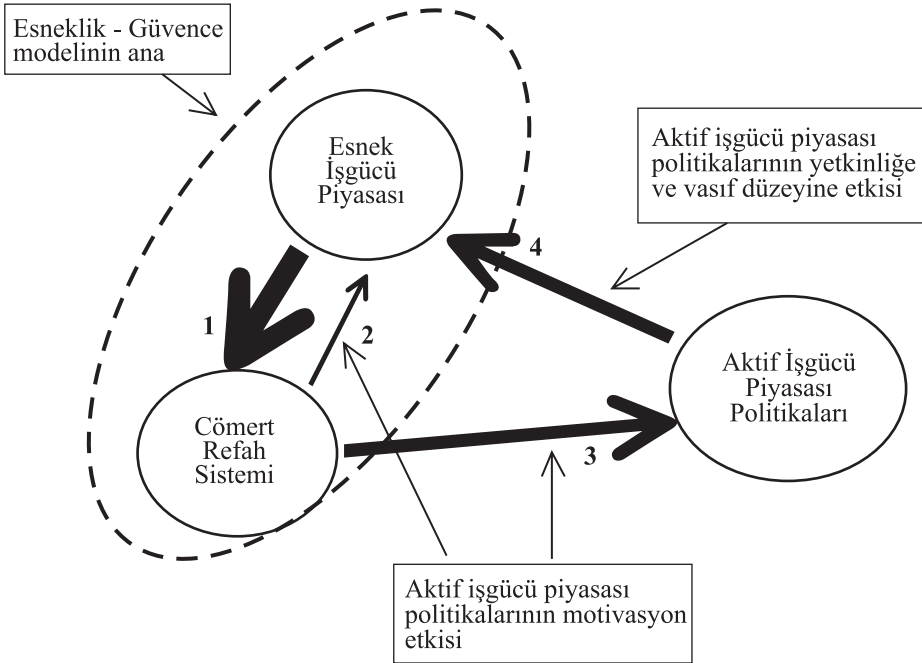 Esneklik - Güvence
modelinin ana
Esnek
İşgücü
Piyasası
Aktif işgücü piyasası
politikalarının yetkinliğe
ve vasıf düzeyine etkisi
4
1
2
Aktif İşgücü
Piyasası
Politikaları
Cömert
Refah
Sistemi
3
Aktif işgücü piyasası
politikalarının motivasyon
etkisi